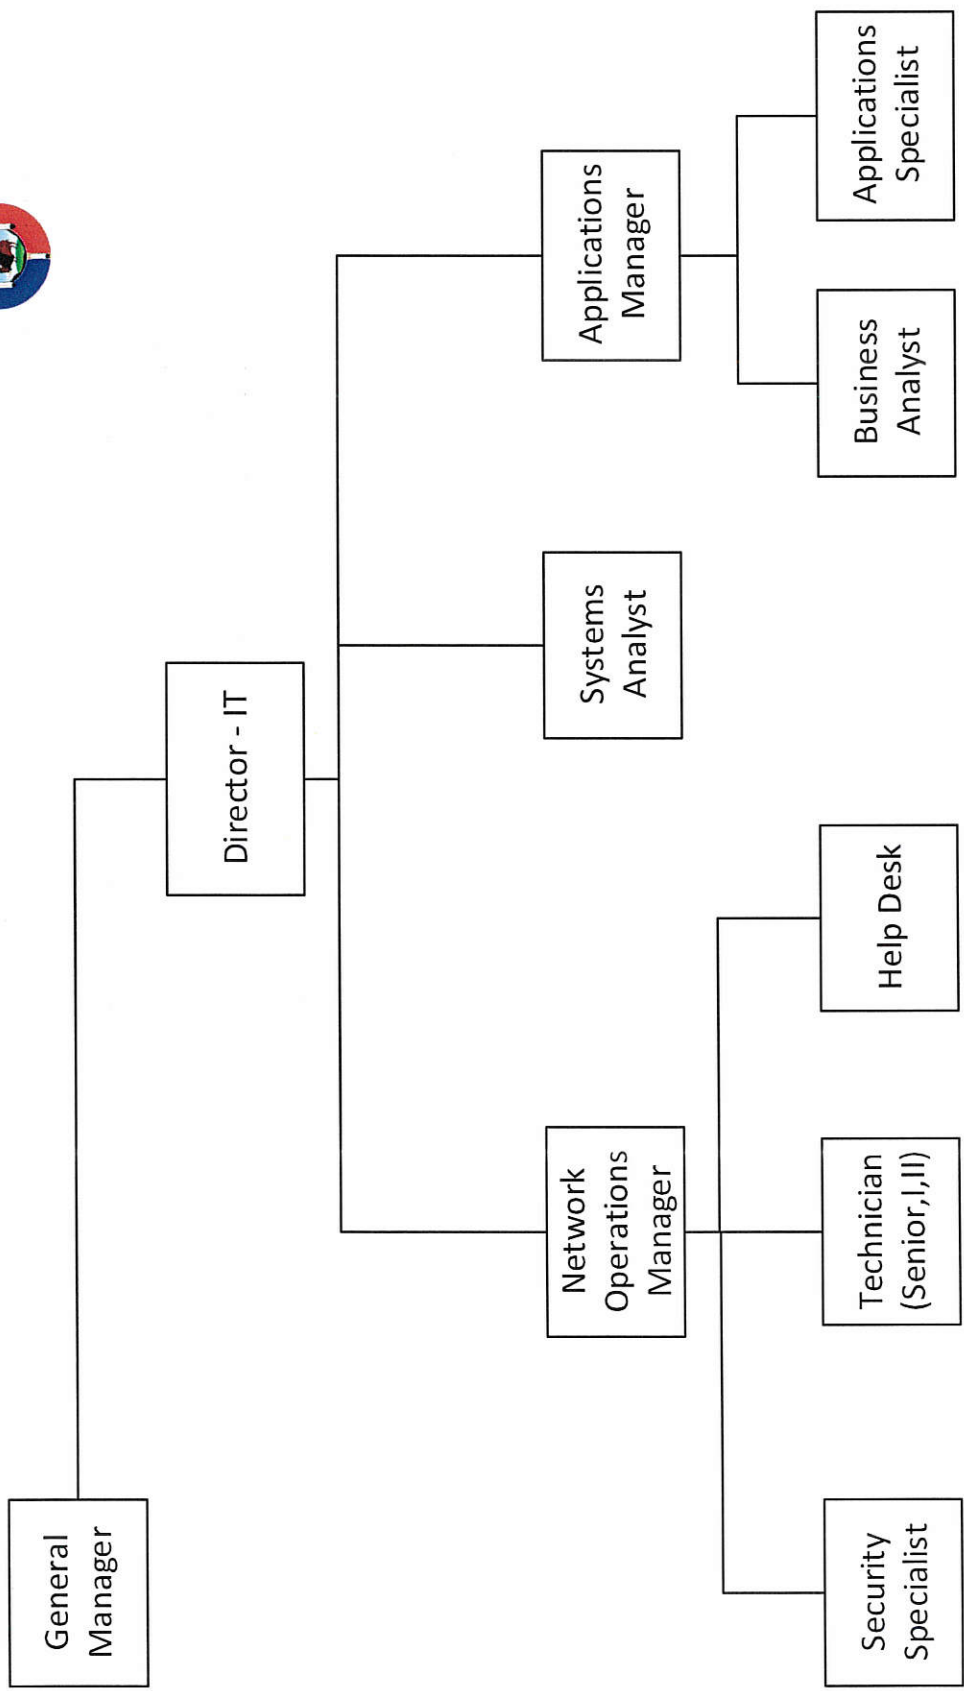 General
Manager
Director - IT
Network
Operations
Manager
Systems
Analyst
Applications
Manager
Security
Specialist
Technician
(Senior,I,II)
Help Desk
Business
Analyst
Applications
Specialist